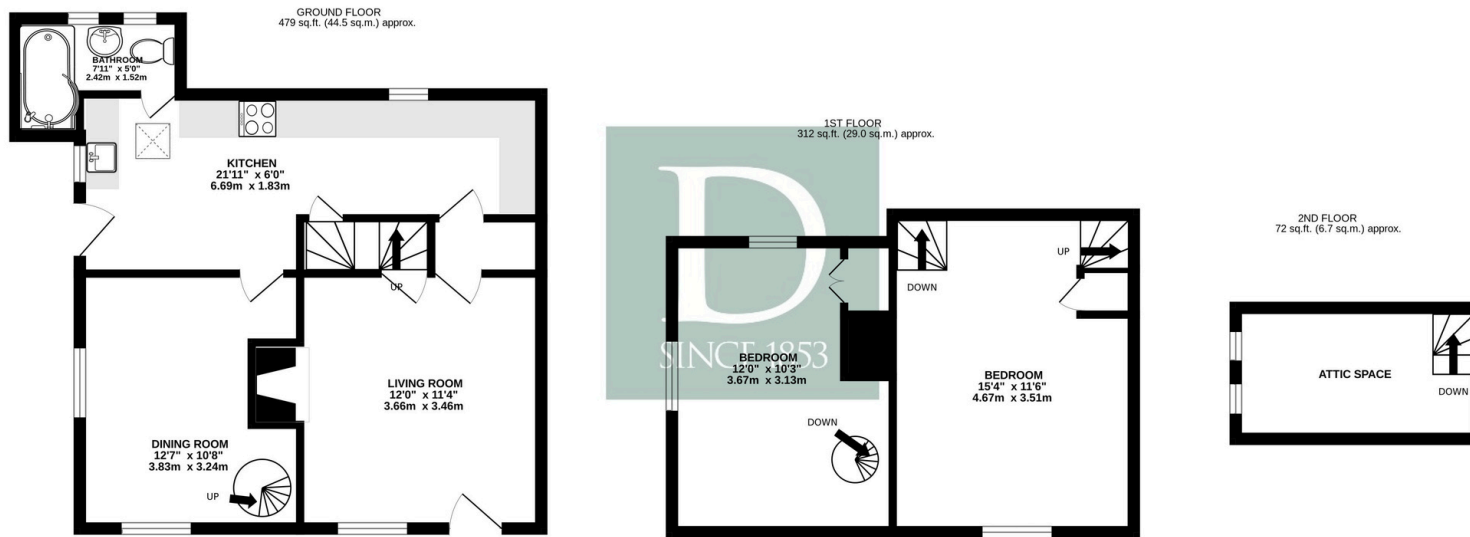 GROUND FLOOR
479 sq.ft. (44.5 sq.m.) approx.
BATHROOM
7'11" x 5'0"
2.42m x 1.52m
KITCHEN
21'11" x 6'0"
6.69m x 1.83m
UP
LIVING ROOM
12'0" x 11'4"
3.66m x 3.46m
DINING ROOM
12'7" x 10'8"
3.83m x 3.24m
UP
1ST FLOOR
312 sq.ft. (29.0 sq.m.) approx.
D
SINCE 1853
UP
DOWN
BEDROOM
12'0" x 10'3"
3.67m x 3.13m
BEDROOM
15'4" x 11'6"
4.67m x 3.51m
DOWN
2ND FLOOR
72 sq.ft. (6.7 sq.m.) approx.
ATTIC SPACE
DOWN